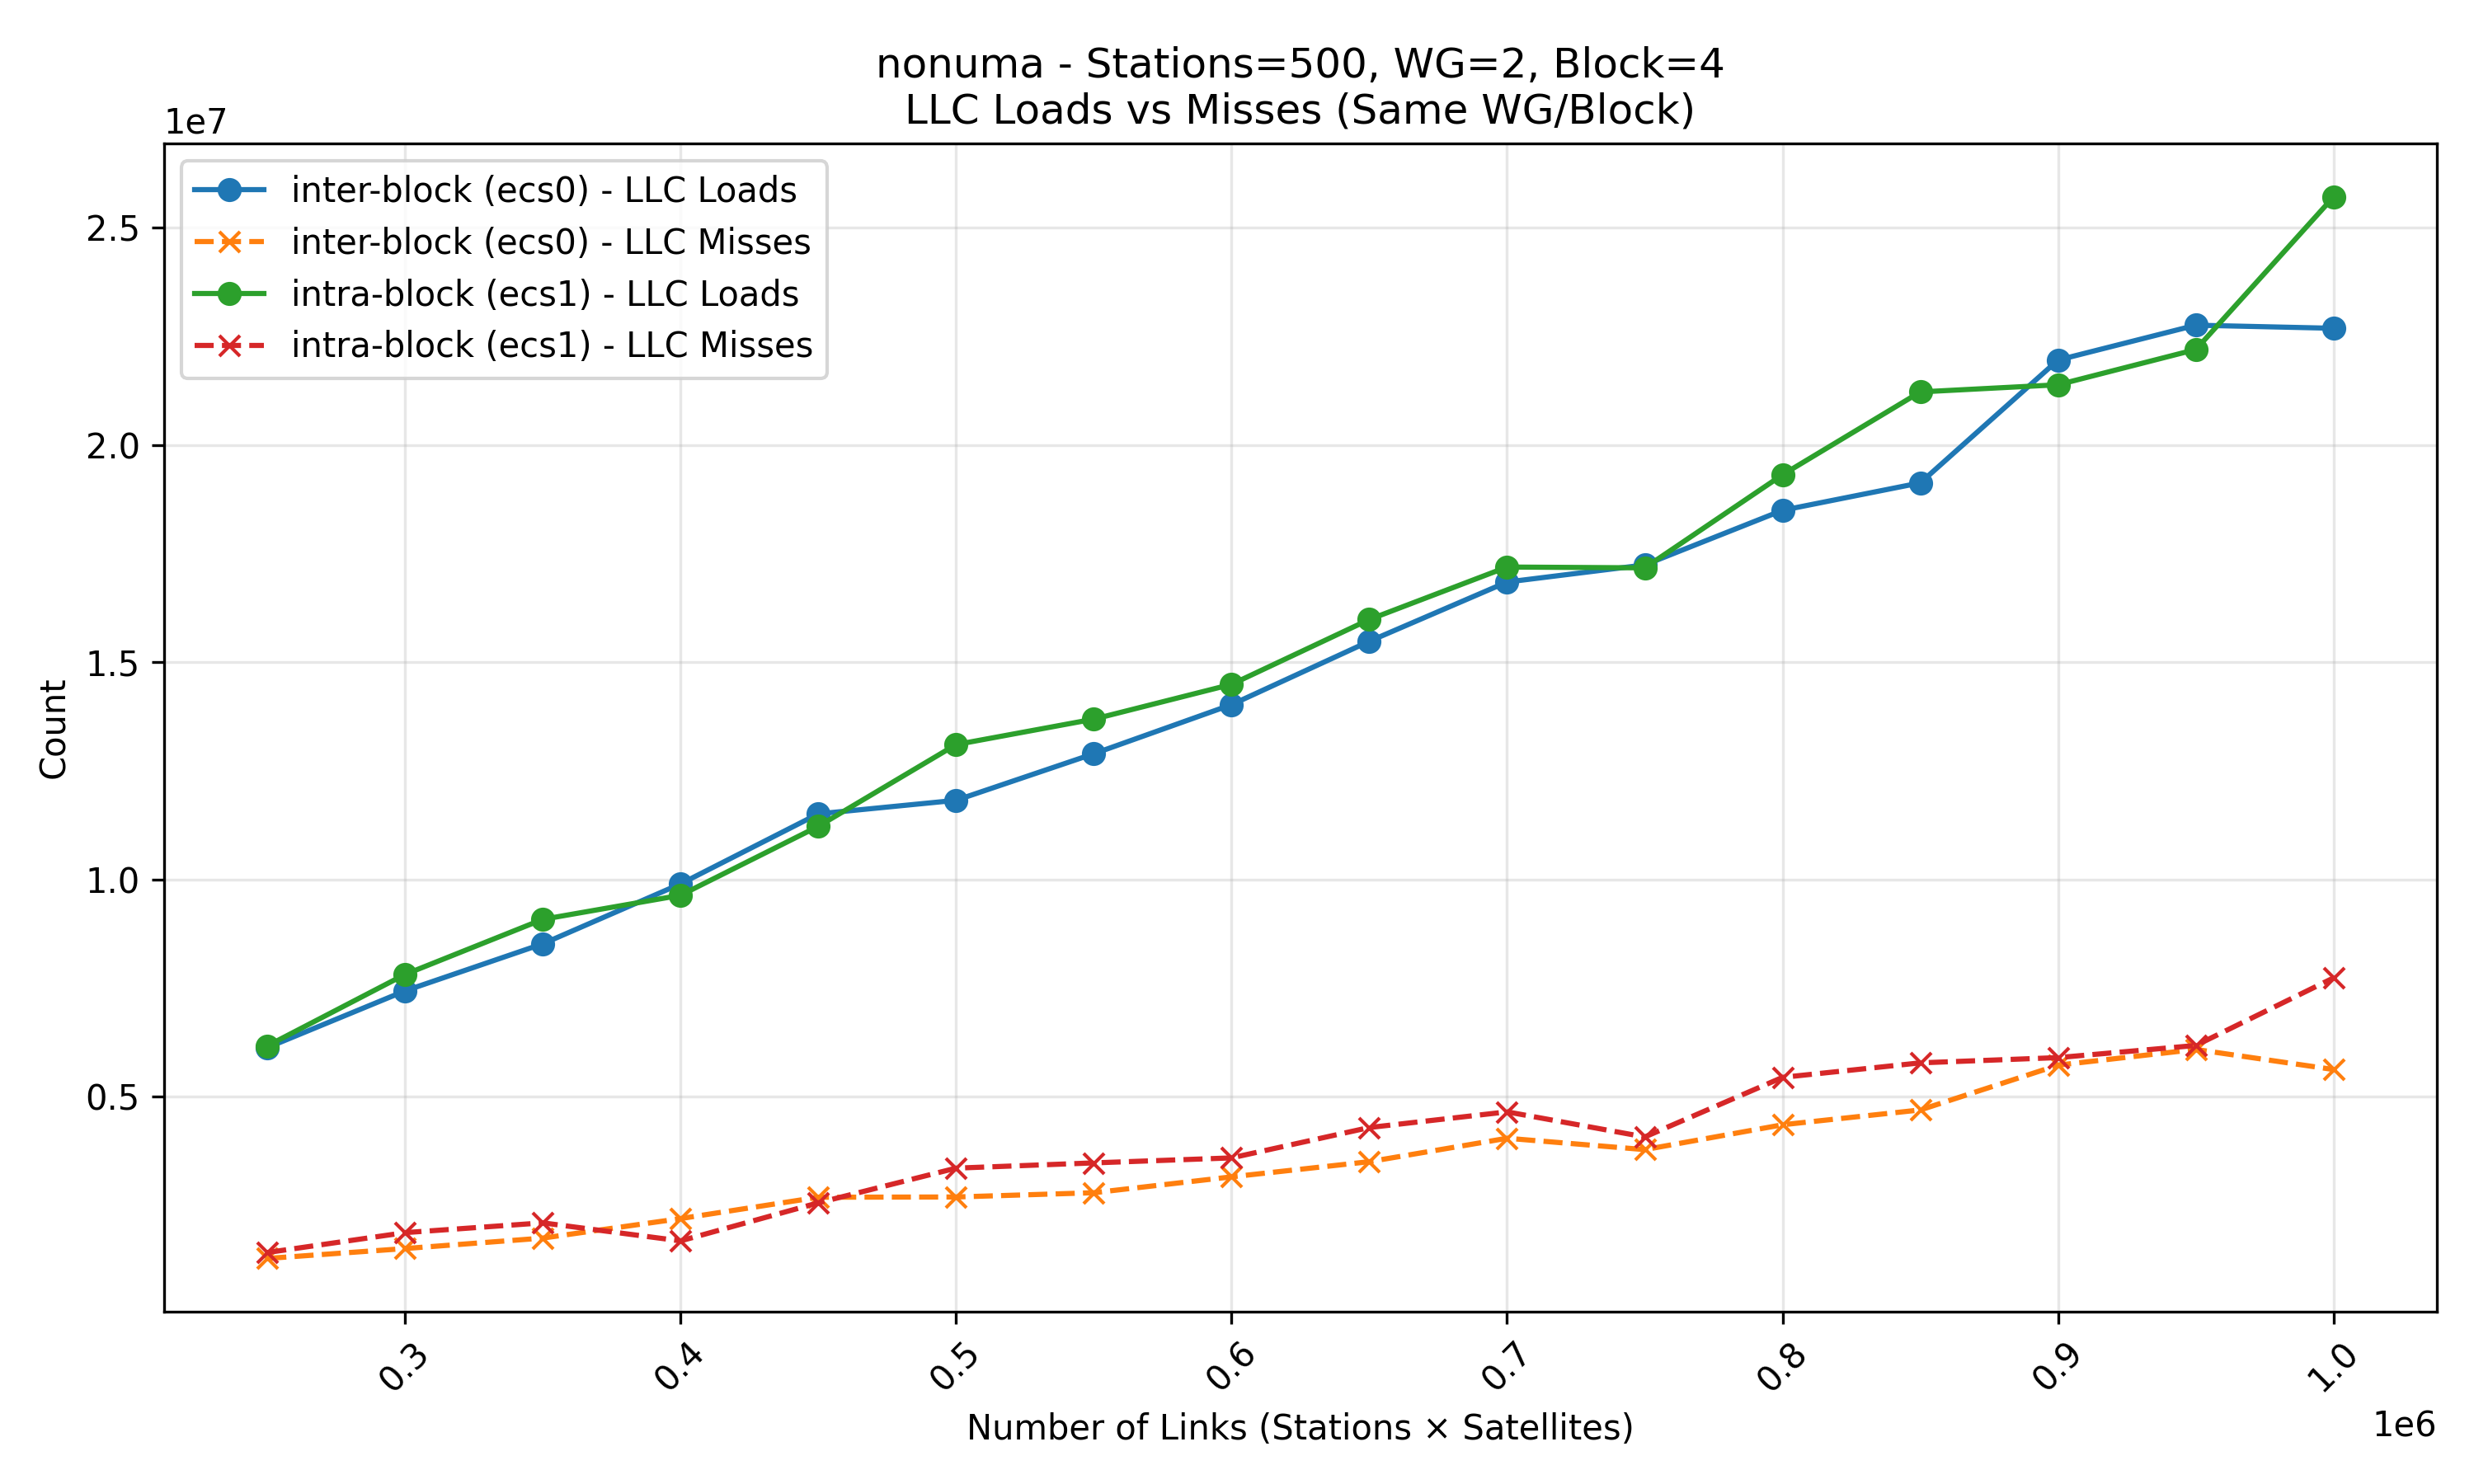 nonuma - Stations=500, WG=2, Block=4
LLC Loads vs Misses (Same WG/Block)
1e7
inter-block (ecs0) - LLC Loads
inter-block (ecs0) - LLC Misses
intra-block (ecs1) - LLC Loads
intra-block (ecs1) - LLC Misses
2.5
2.0
1.5
1.0
0.5
Count
0.3
0.4
0.5
0.6
0.7
0.8
0.9
1.0
Number of Links (Stations × Satellites)
1e6